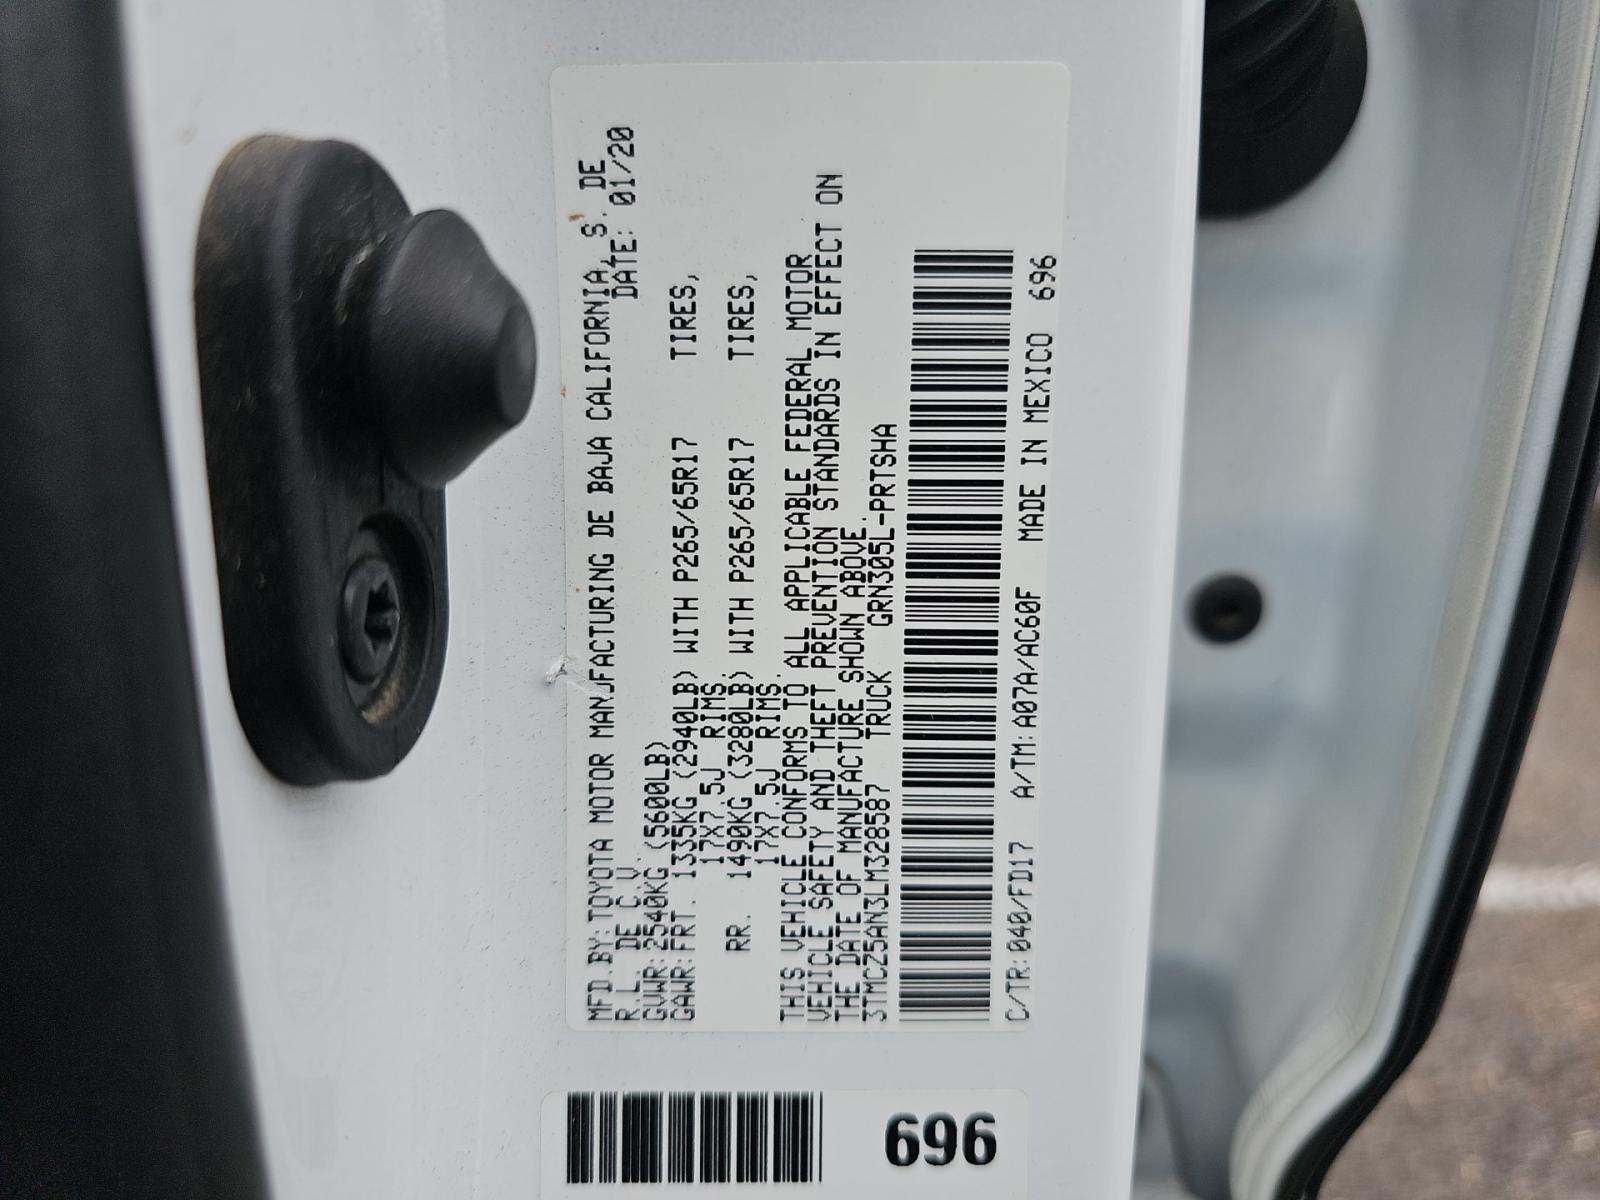 MFD.BY:TOYOTA MOTOR MANUFACTURING DE BAJA CALIFORNIA, S. DE
R.L. DE C.V. DATE: 01/20
GVWR:2540KG (5600LB)
GAWR:FRT. 1335KG (2940LB) WITH P265/65R17 TIRES,
17X7.5J RIMS.
RR. 1490KG (3280LB) WITH P265/65R17 TIRES,
17X7.5J RIMS.
THIS VEHICLE CONFORMS TO ALL APPLICABLE FEDERAL MOTOR
VEHICLE SAFETY AND THEFT PREVENTION STANDARDS IN EFFECT ON
THE DATE OF MANUFACTURE SHOWN ABOVE.
3TMCZ5AN3LM328587 TRUCK GRN305L-PRTSHA
C/TR:040/FD17 A/TM:A07A/AC60F MADE IN MEXICO 696
696